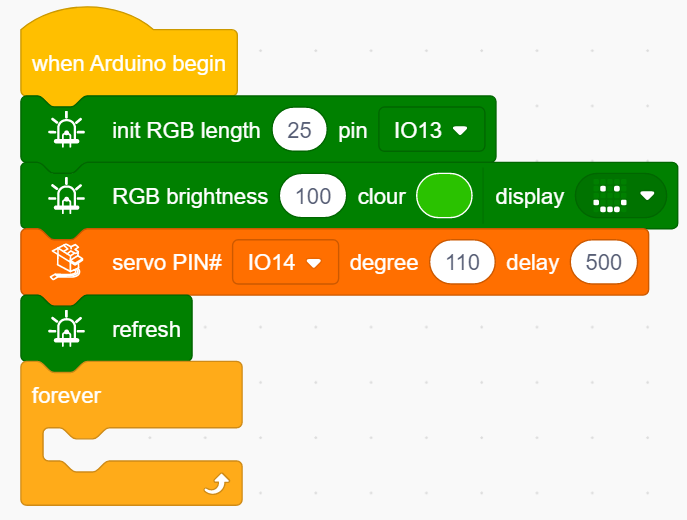 when Arduino begin
init RGB length 25 pin IO13
RGB brightness 100 clour display
servo PIN# IO14 degree 110 delay 500
refresh
forever